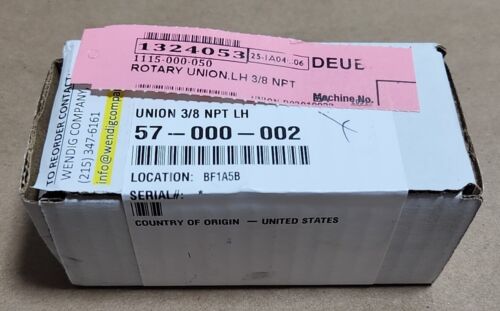 1324053
25-1A04-06
DEUB
1115-000-050
ROTARY UNION.LH 3/8 NPT
Machine No.
UNION 3/8 NPT LH
57-000-002
LOCATION: BF1A5B
SERIAL#: *
COUNTRY OF ORIGIN - UNITED STATES
TO REORDER CONTACT:
WENDIG COMPANY
(215) 347-6161
info@wendigcompan